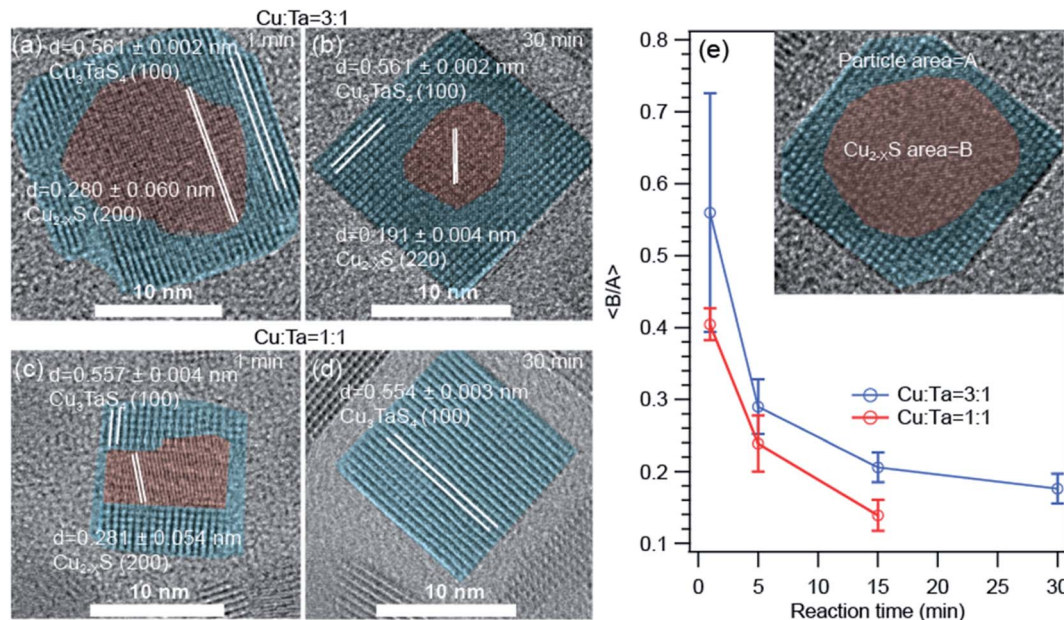 Cu:Ta=3:1
(a)
1 min
d=0.561 ± 0.002 nm
Cu₃TaS₄ (100)
d=0.280 ± 0.060 nm
Cu₂₋ₓS (200)
10 nm
(b)
30 min
d=0.561 ± 0.002 nm
Cu₃TaS₄ (100)
d=0.191 ± 0.004 nm
Cu₂₋ₓS (220)
10 nm
Cu:Ta=1:1
(c)
1 min
d=0.557 ± 0.004 nm
Cu₃TaS₄ (100)
d=0.281 ± 0.054 nm
Cu₂₋ₓS (200)
10 nm
(d)
30 min
d=0.554 ± 0.003 nm
Cu₃TaS₄ (100)
10 nm
(e)
Particle area=A
Cu₂₋ₓS area=B
<B/A>
0.8
0.7
0.6
0.5
0.4
0.3
0.2
0.1
Cu:Ta=3:1
Cu:Ta=1:1
0 5 10 15 20 25 30
Reaction time (min)